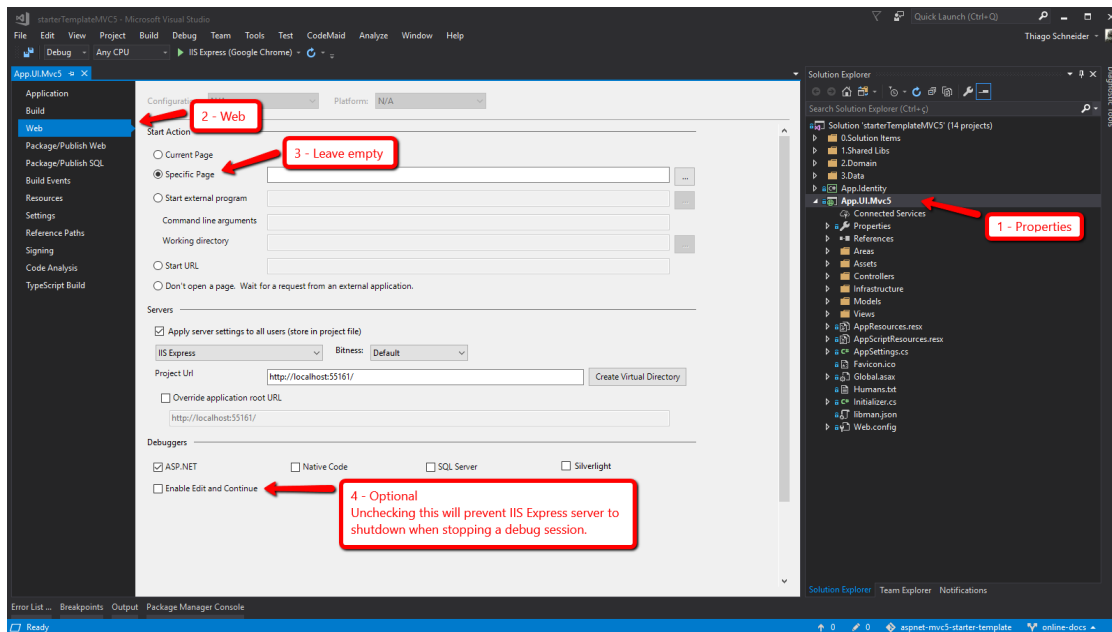 starterTemplateMVC5 - Microsoft Visual Studio
Quick Launch (Ctrl+Q)
File Edit View Project Build Debug Team Tools Test CodeMaid Analyze Window Help
Thiago Schneider
Debug Any CPU IIS Express (Google Chrome)
App.UI.Mvc5
Application
Build
Web
Package/Publish Web
Package/Publish SQL
Build Events
Resources
Settings
Reference Paths
Signing
Code Analysis
TypeScript Build
Platform: N/A
2 - Web
Start Action
Current Page
3 - Leave empty
Specific Page
...
Start external program
Command line arguments
Working directory
Start URL
Don't open a page. Wait for a request from an external application.
Servers
Apply server settings to all users (store in project file)
IIS Express Bitness: Default
Project Url http://localhost:55161/ Create Virtual Directory
Override application root URL
http://localhost:55161/
Debuggers
ASP.NET Native Code SQL Server Silverlight
Enable Edit and Continue
4 - Optional
Unchecking this will prevent IIS Express server to
shutdown when stopping a debug session.
Solution Explorer
Search Solution Explorer (Ctrl+ç)
Solution 'starterTemplateMVC5' (14 projects)
0.Solution Items
1.Shared Libs
2.Domain
3.Data
App.Identity
App.UI.Mvc5
Connected Services
1 - Properties
Properties
References
Areas
Assets
Controllers
Infrastructure
Models
Views
AppResources.resx
AppScriptResources.resx
AppSettings.cs
Favicon.ico
Global.asax
Humans.txt
Initializer.cs
libman.json
Web.config
Solution Explorer Team Explorer Notifications
Diagnostic Tools
Error List ... Breakpoints Output Package Manager Console
Ready
0 0 aspnet-mvc5-starter-template online-docs